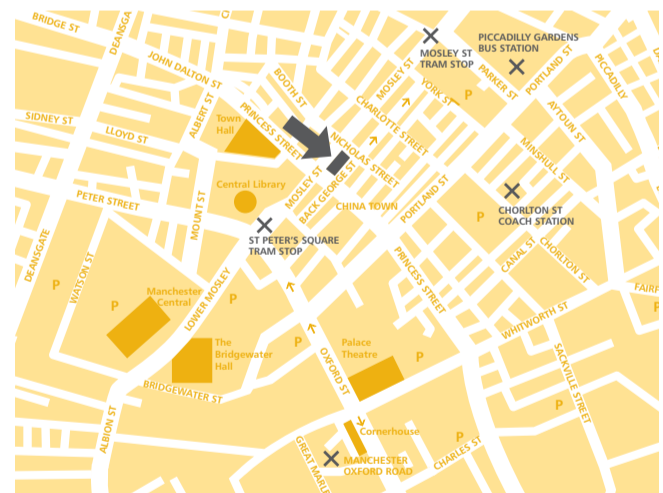 BRIDGE ST
DEANSGATE
JOHN DALTON ST
BOOTH ST
MOSLEY ST
TRAM STOP
PICCADILLY GARDENS
BUS STATION
MOSLEY ST
YORK ST
PARKER ST
PORTLAND ST
PICCADILLY
P
AYTOUN ST
SIDNEY ST
LLOYD ST
ALBERT ST
Town
Hall
PRINCESS STREET
NICHOLAS STREET
CHARLOTTE STREET
MINSHULL ST
Central Library
MOSLEY ST
BACK GEORGE ST
CHINA TOWN
PORTLAND ST
P
CHORLTON ST
COACH STATION
PETER STREET
MOUNT ST
ST PETER'S SQUARE
TRAM STOP
PRINCESS STREET
CANAL ST
CHORLTON ST
DEANSGATE
WATSON ST
P
P
Manchester
Central
LOWER MOSLEY
P
P
The
Bridgewater
Hall
OXFORD ST
Palace
Theatre
P
WHITWORTH ST
SACKVILLE STREET
BRIDGEWATER ST
ALBION ST
P
Cornerhouse
P
GREAT MARL
MANCHESTER
OXFORD ROAD
CHARLES ST